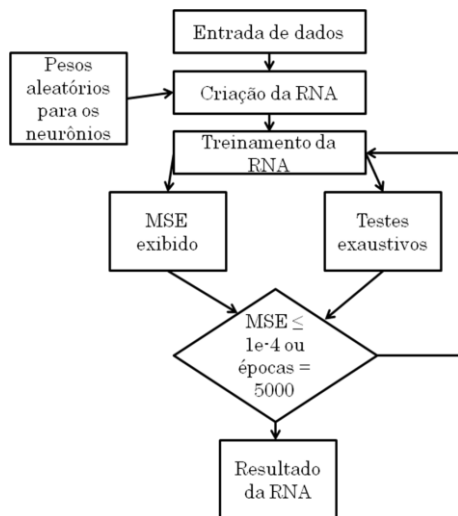 Entrada de dados
Pesos
aleatórios
para os
neurônios
Criação da RNA
Treinamento da
RNA
MSE
exibido
Testes
exaustivos
MSE ≤
1e-4 ou
épocas =
5000
Resultado
da RNA